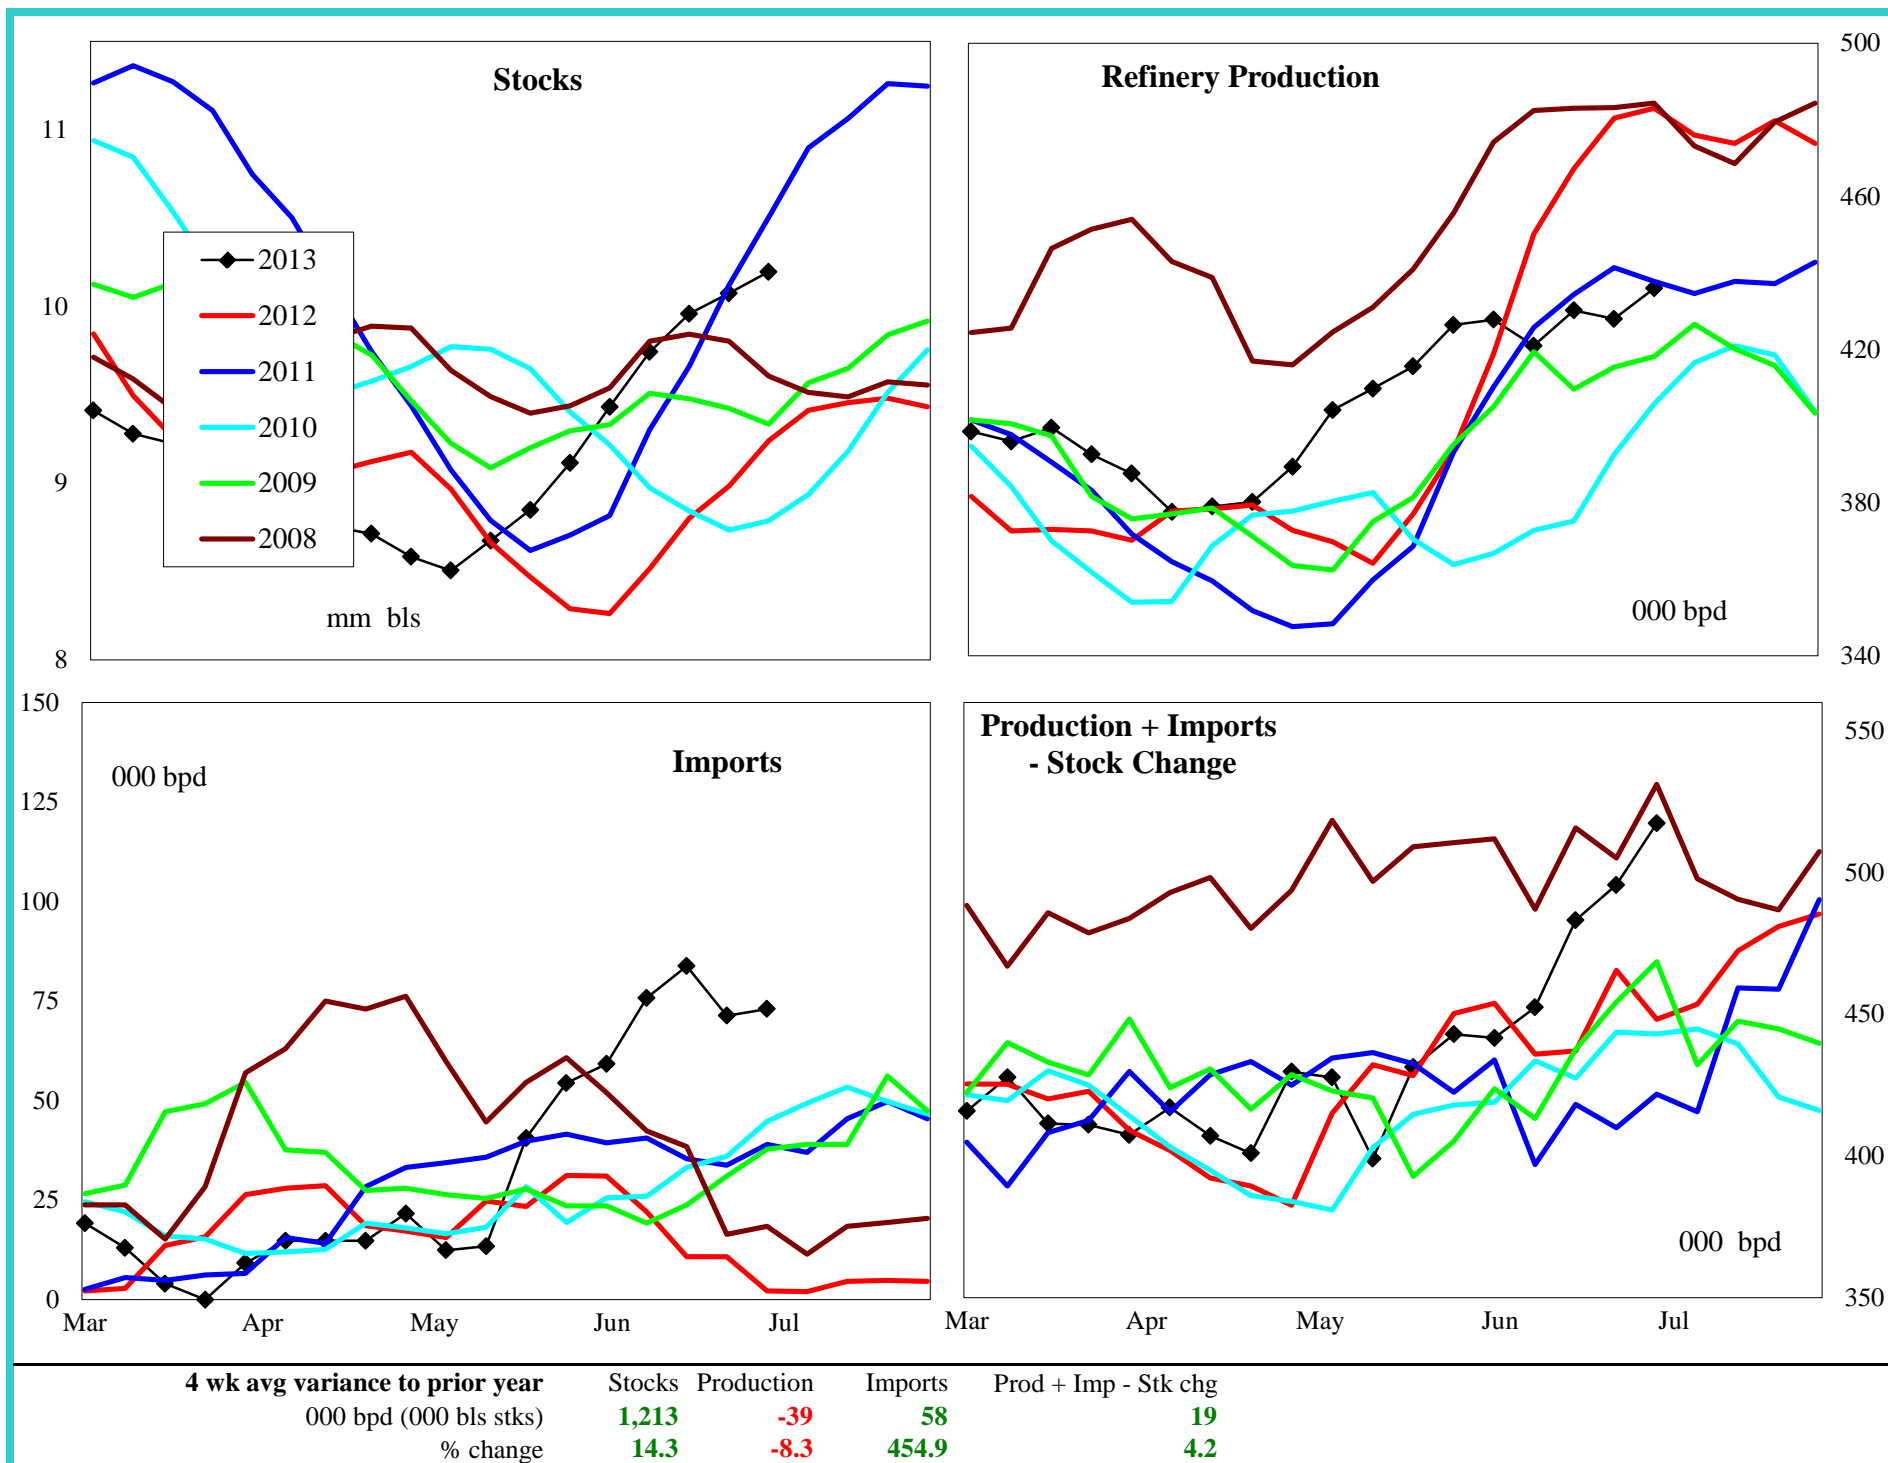 Stocks
11
10
9
8
mm bls
2013
2012
2011
2010
2009
2008
Refinery Production
500
460
420
380
340
000 bpd
Imports
000 bpd
150
125
100
75
50
25
0
Mar Apr May Jun Jul
Production + Imports
- Stock Change
550
500
450
400
350
000 bpd
Mar Apr May Jun Jul
4 wk avg variance to prior year Stocks Production Imports Prod + Imp - Stk chg
000 bpd (000 bls stks) 1,213 -39 58 19
% change 14.3 -8.3 454.9 4.2